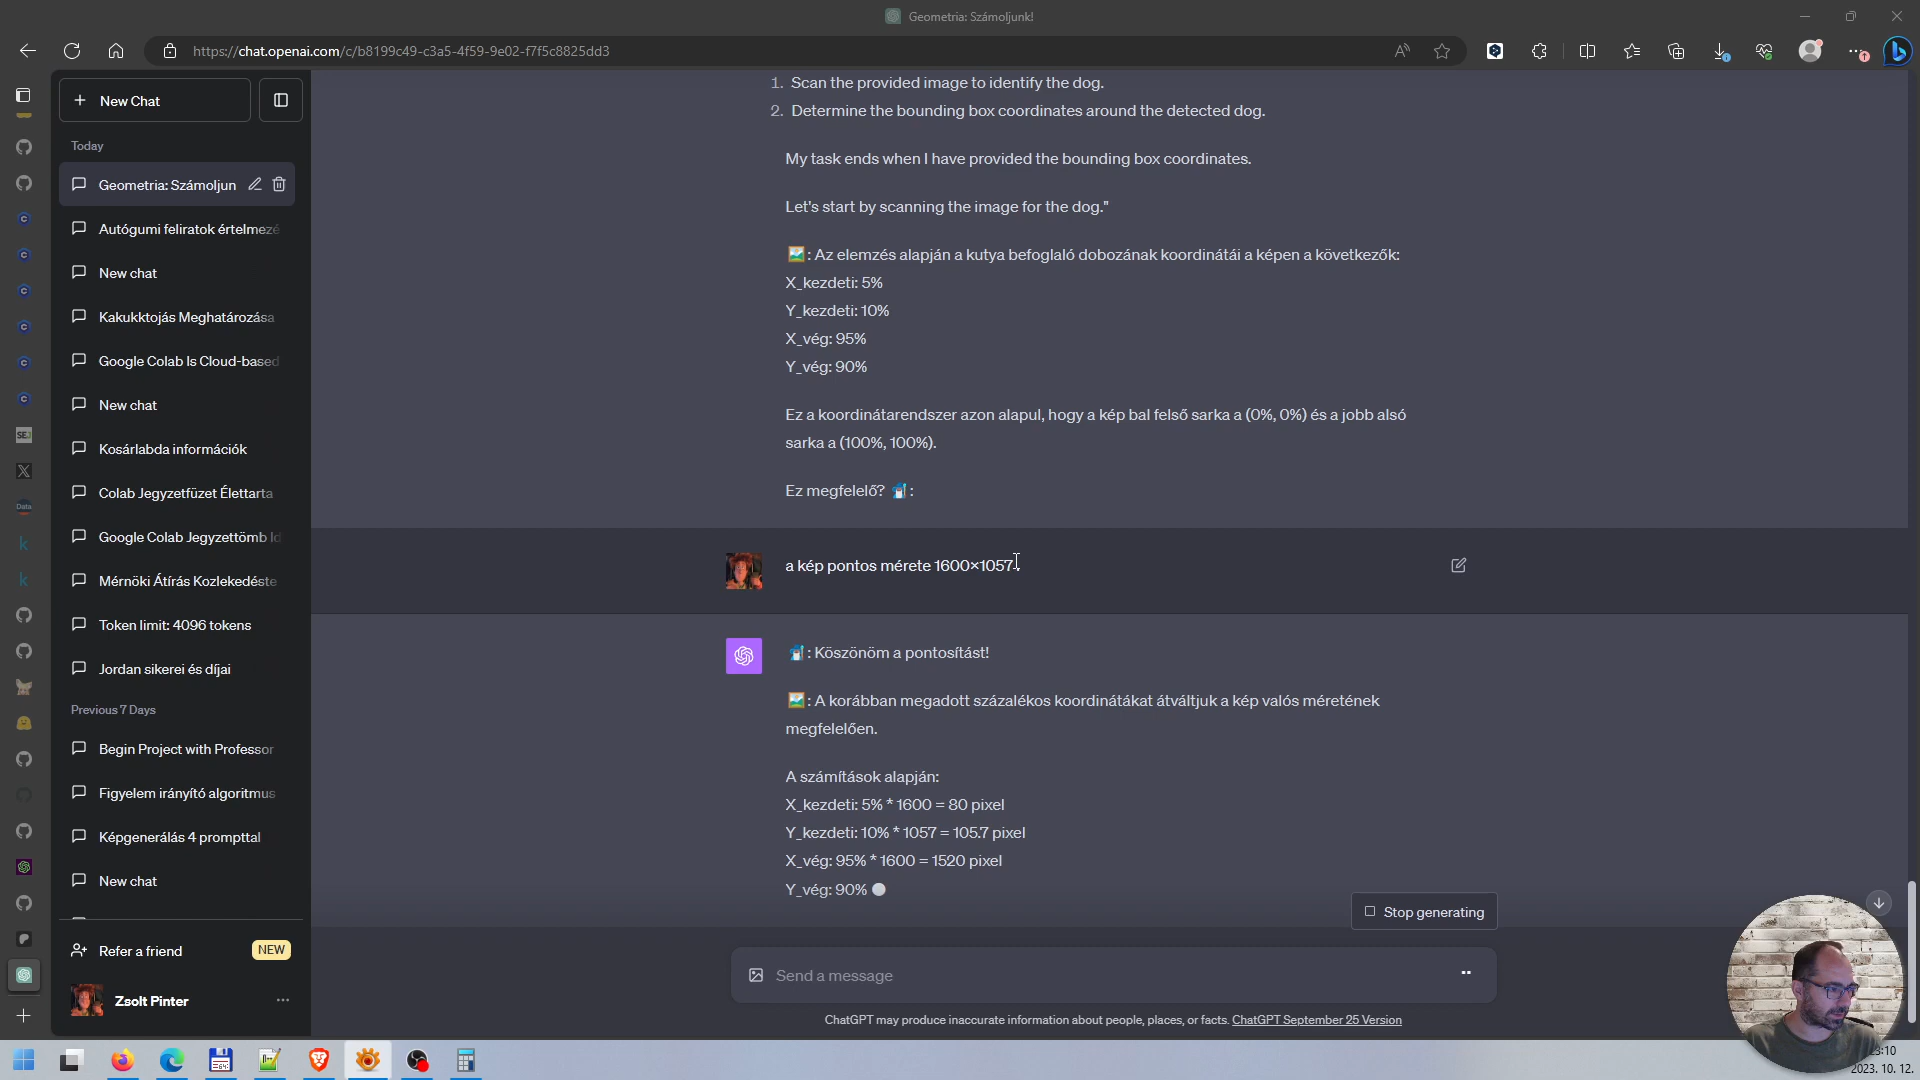 Geometria: Számoljunk!
https://chat.openai.com/c/b8199c49-c3a5-4f59-9e02-f7f5c8825dd3
New Chat
Today
Geometria: Számoljun
Autógumi feliratok értelmezé
New chat
Kakukktojás Meghatározása
Google Colab Is Cloud-based
New chat
Kosárlabda információk
Colab Jegyzetfüzet Élettarta
Google Colab Jegyzettömb Id
Mérnöki Átírás Kozlekedéste
Token limit: 4096 tokens
Jordan sikerei és díjai
Previous 7 Days
Begin Project with Professor
Figyelem irányító algoritmus
Képgenerálás 4 prompttal
New chat
Refer a friend NEW
Zsolt Pinter
1. Scan the provided image to identify the dog.
2. Determine the bounding box coordinates around the detected dog.
My task ends when I have provided the bounding box coordinates.
Let's start by scanning the image for the dog."
🖼️: Az elemzés alapján a kutya befoglaló dobozának koordinátái a képen a következők:
X_kezdeti: 5%
Y_kezdeti: 10%
X_vég: 95%
Y_vég: 90%
Ez a koordinátarendszer azon alapul, hogy a kép bal felső sarka a (0%, 0%) és a jobb alsó
sarka a (100%, 100%).
Ez megfelelő? 🧙:
a kép pontos mérete 1600×1057.
🧙: Köszönöm a pontosítást!
🖼️: A korábban megadott százalékos koordinátákat átváltjuk a kép valós méretének
megfelelően.
A számítások alapján:
X_kezdeti: 5% * 1600 = 80 pixel
Y_kezdeti: 10% * 1057 = 105.7 pixel
X_vég: 95% * 1600 = 1520 pixel
Y_vég: 90%
Stop generating
Send a message
ChatGPT may produce inaccurate information about people, places, or facts. ChatGPT September 25 Version
SE
Data
k
k
2023. 10. 12.